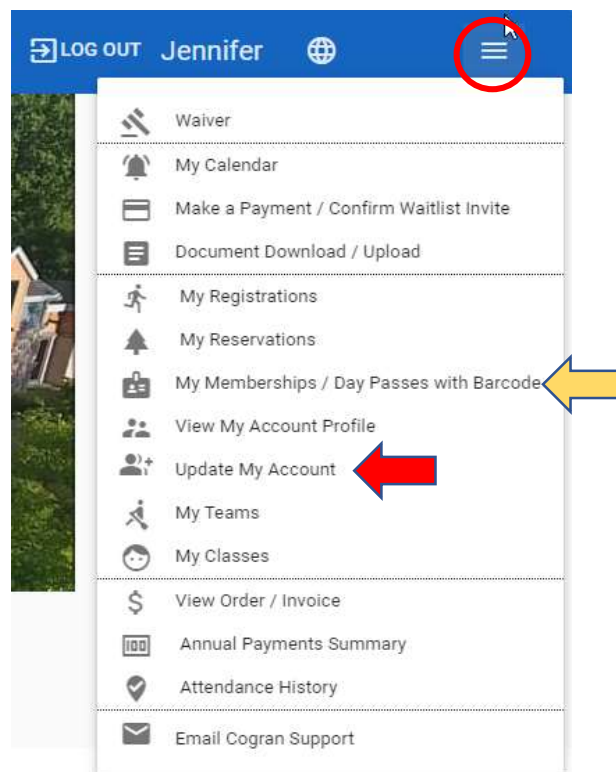 LOG OUT Jennifer
Waiver
My Calendar
Make a Payment / Confirm Waitlist Invite
Document Download / Upload
My Registrations
My Reservations
My Memberships / Day Passes with Barcode
View My Account Profile
Update My Account
My Teams
My Classes
View Order / Invoice
Annual Payments Summary
Attendance History
Email Cogran Support